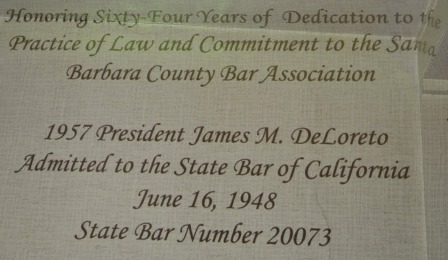 Honoring Sixty-Four Years of Dedication to the
Practice of Law and Commitment to the Santa
Barbara County Bar Association
1957 President James M. DeLoreto
Admitted to the State Bar of California
June 16, 1948
State Bar Number 20073